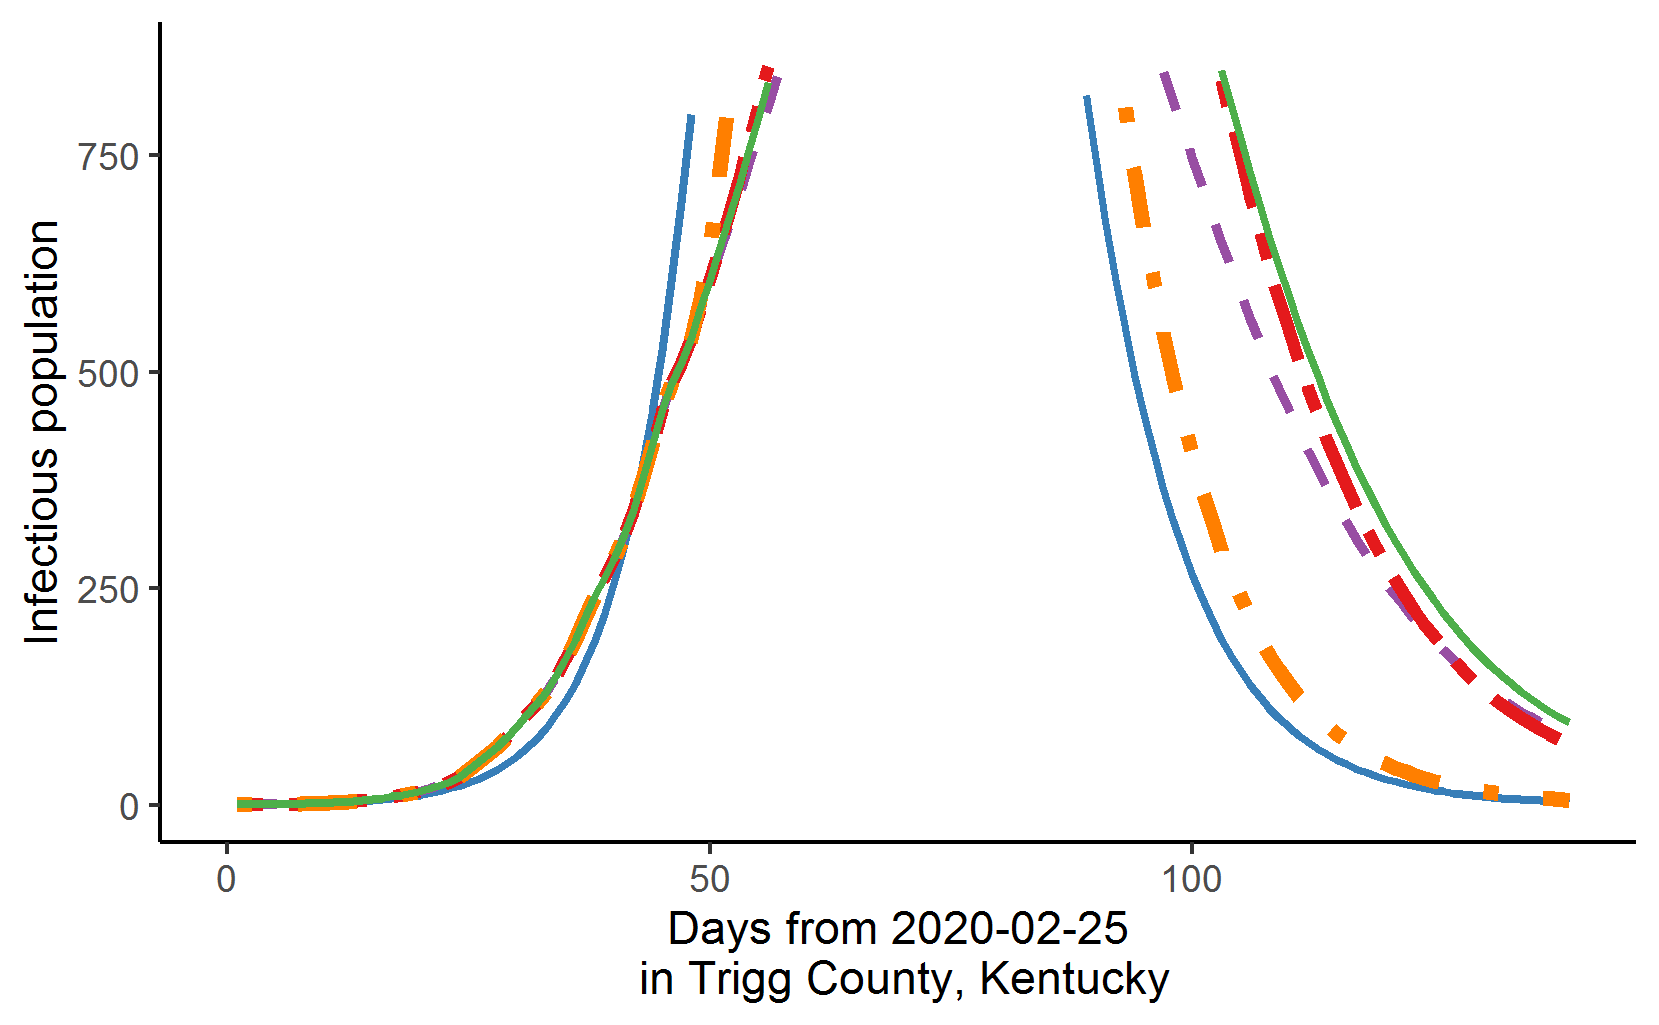 Infectious population
750
500
250
0
0 50 100
Days from 2020-02-25
in Trigg County, Kentucky